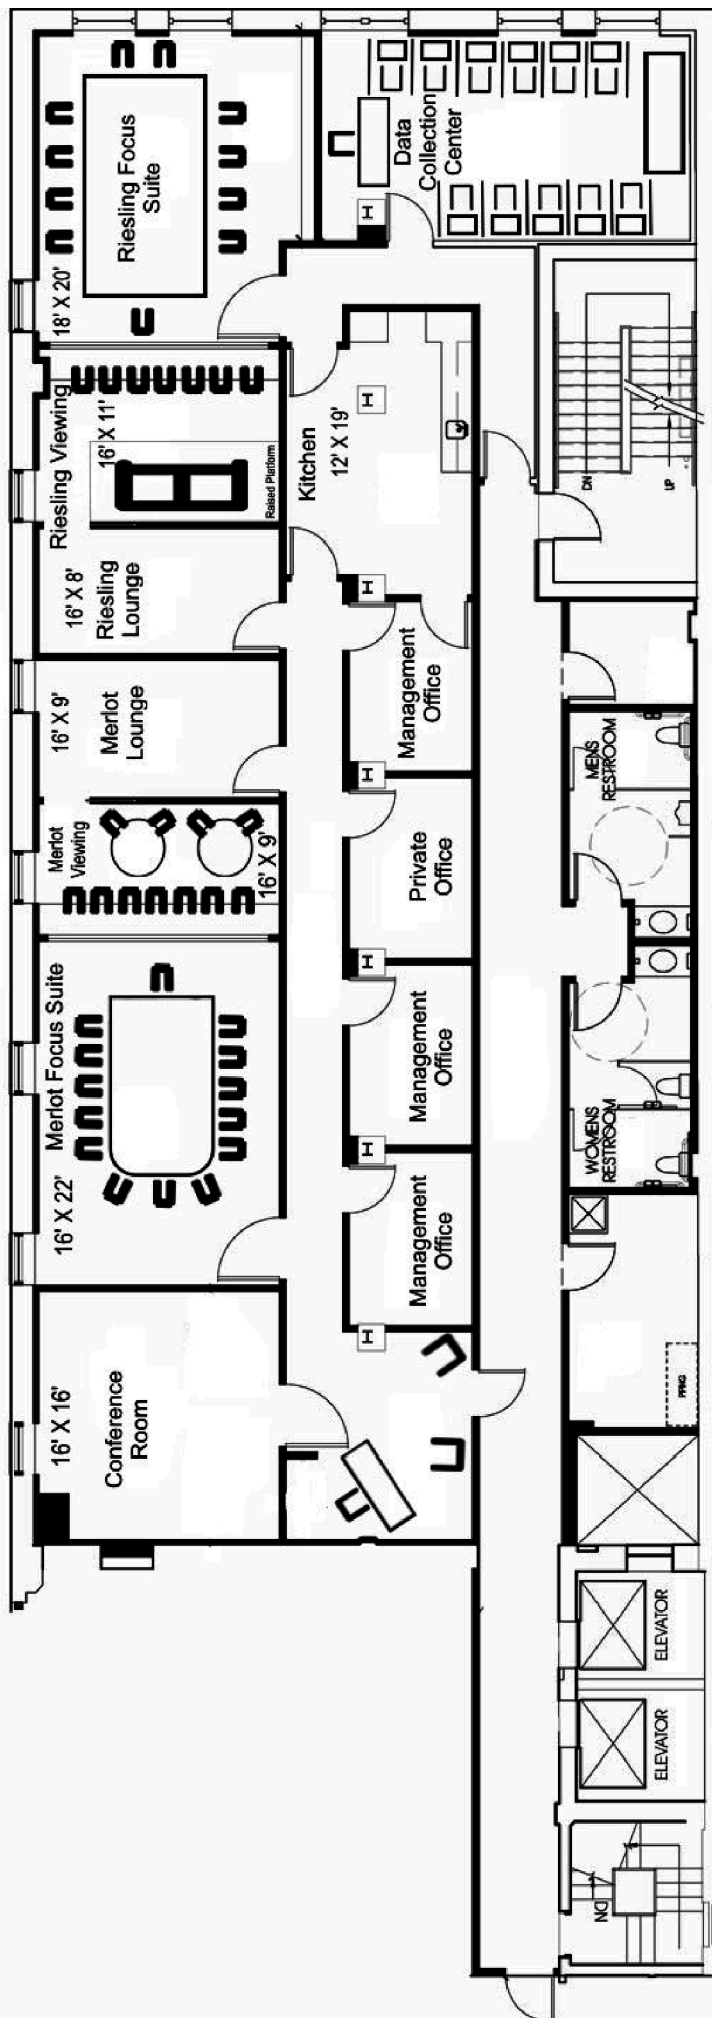 Riesling Focus
Suite
18' X 20'
Data
Collection
Center
H
Riesling Viewing
16' X 11'
Raised Platform
Kitchen
12' X 19'
H
DN
UP
16' X 8'
Riesling
Lounge
H
Management
Office
16' X 9'
Merlot
Lounge
H
MENS
RESTROOM
Merlot
Viewing
16' X 9'
Private
Office
H
Merlot Focus Suite
16' X 22'
Management
Office
H
WOMENS
RESTROOM
Management
Office
H
16' X 16'
Conference
Room
ELEVATOR
ELEVATOR
DN